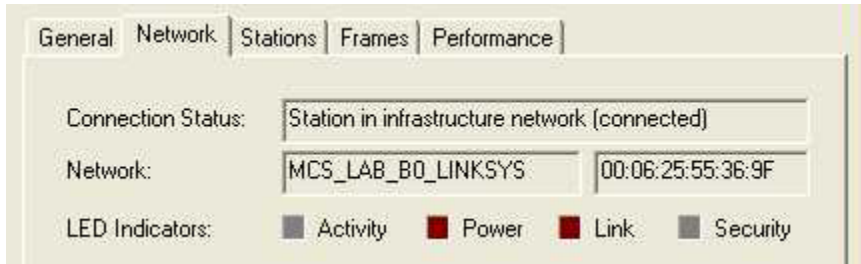 General Network Stations Frames Performance
Connection Status: Station in infrastructure network (connected)
Network: MCS_LAB_B0_LINKSYS 00:06:25:55:36:9F
LED Indicators: Activity Power Link Security